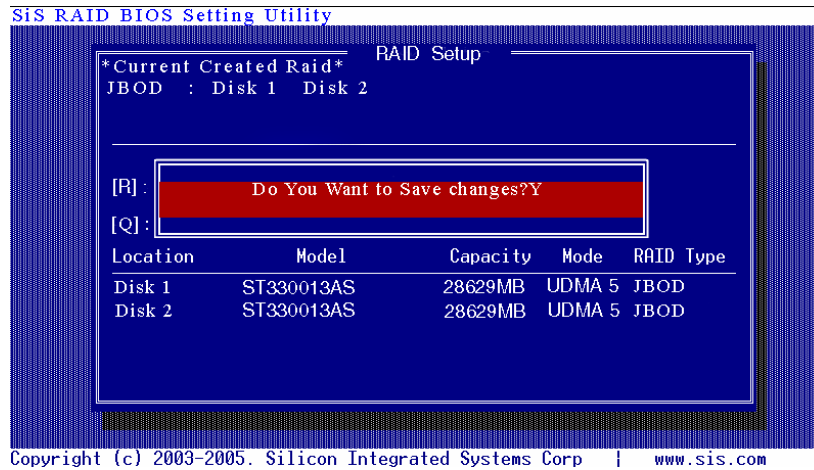 SiS RAID BIOS Setting Utility
RAID Setup
*Current Created Raid*
JBOD : Disk 1 Disk 2
[R] :
Do You Want to Save changes?Y
[Q] :
Location Model Capacity Mode RAID Type
Disk 1 ST330013AS 28629MB UDMA 5 JBOD
Disk 2 ST330013AS 28629MB UDMA 5 JBOD
Copyright (c) 2003-2005. Silicon Integrated Systems Corp | www.sis.com